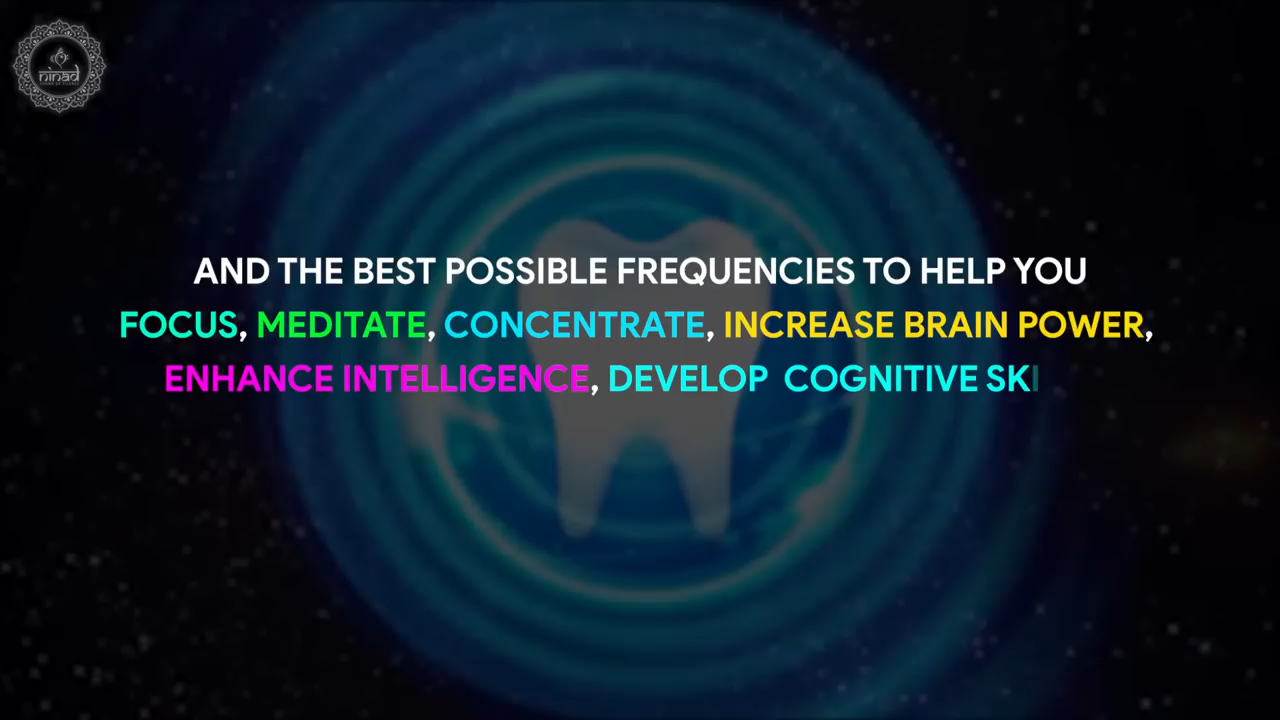 ninad
AND THE BEST POSSIBLE FREQUENCIES TO HELP YOU
FOCUS, MEDITATE, CONCENTRATE, INCREASE BRAIN POWER,
ENHANCE INTELLIGENCE, DEVELOP COGNITIVE SK